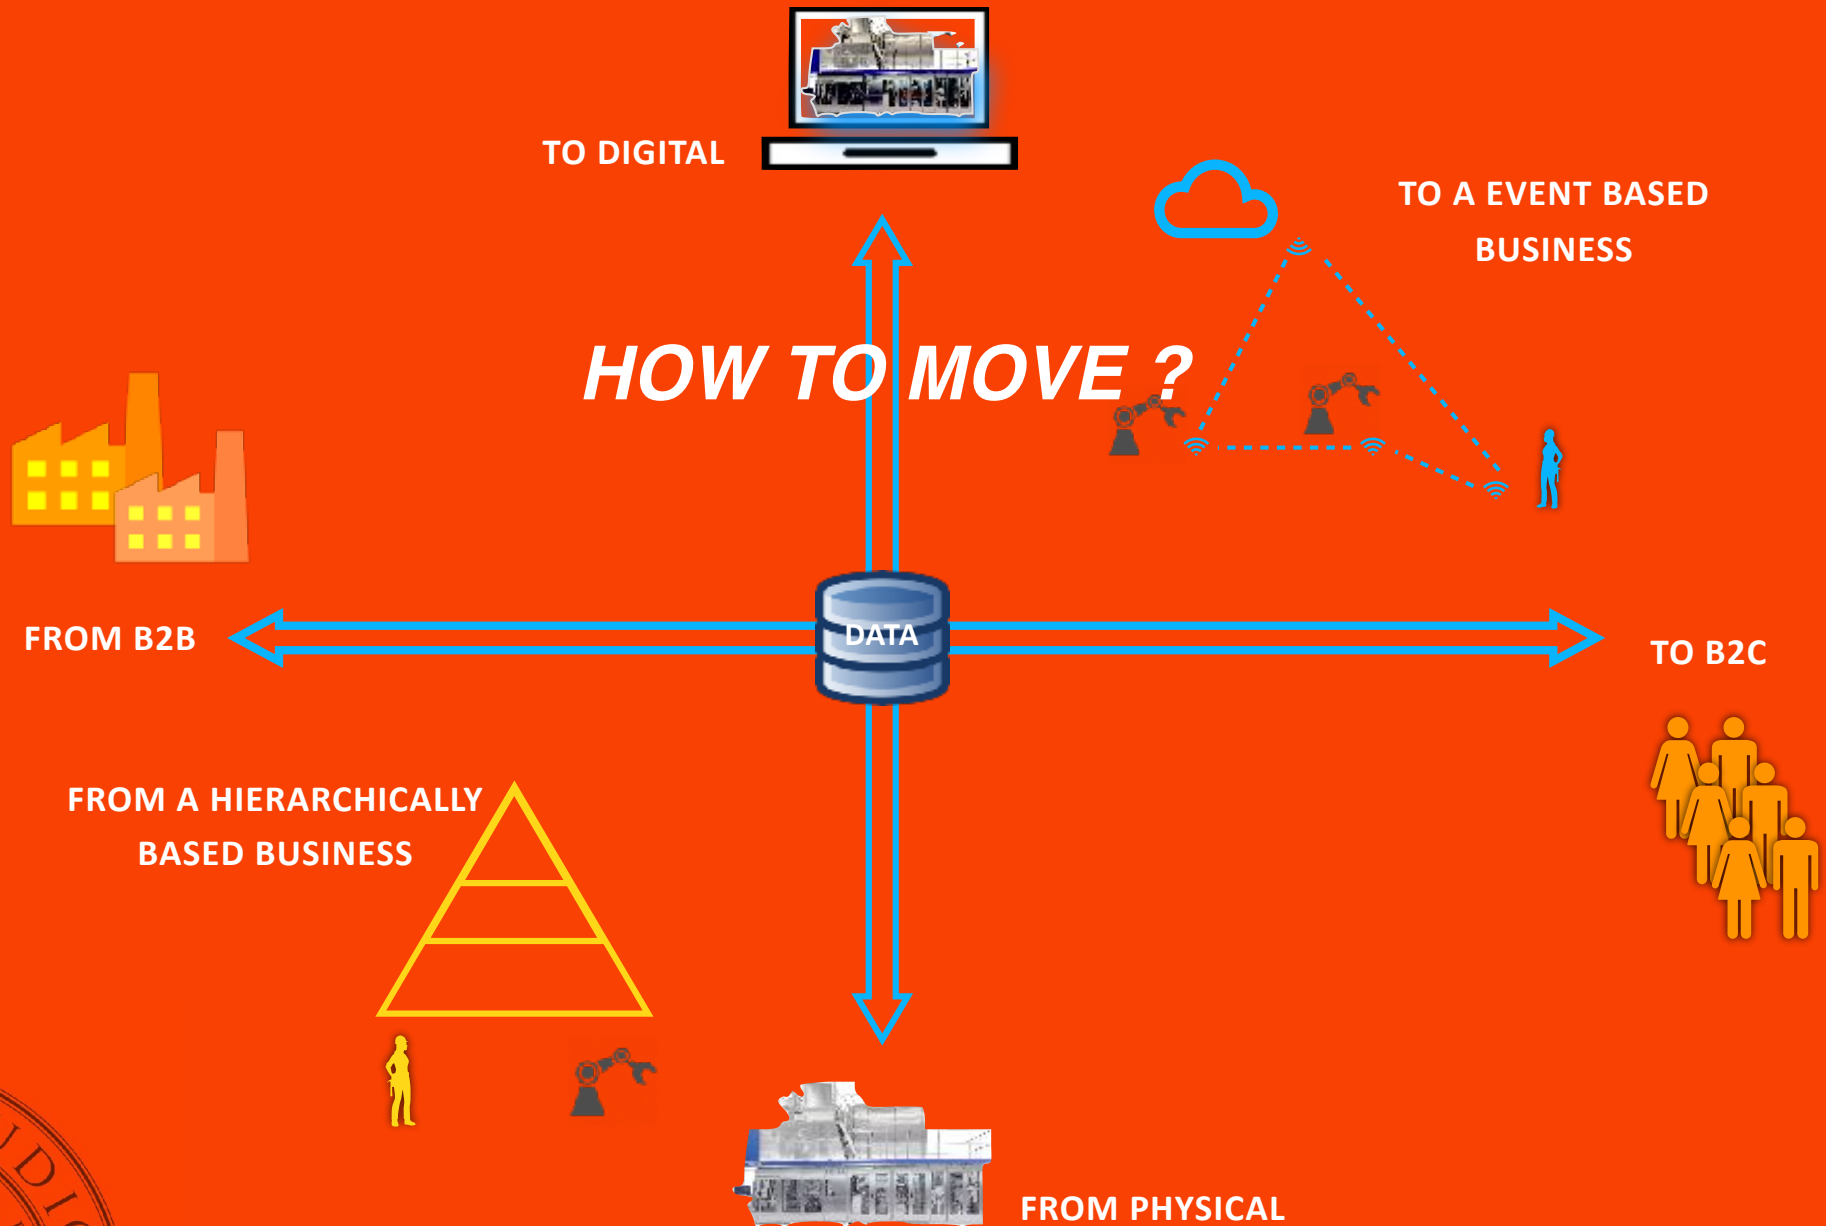 TO DIGITAL
TO A EVENT BASED
BUSINESS
HOW TO MOVE ?
FROM B2B
DATA
TO B2C
FROM A HIERARCHICALLY
BASED BUSINESS
FROM PHYSICAL